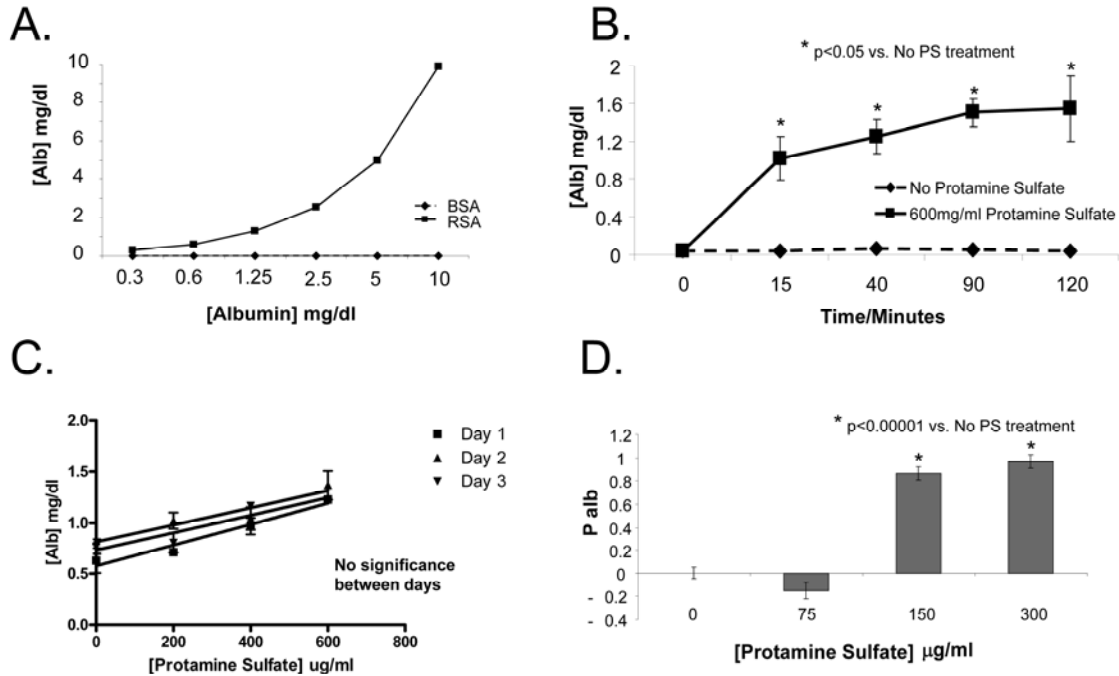 A.
10
8
6
4
2
0
[Alb] mg/dl
BSA
RSA
0.3 0.6 1.25 2.5 5 10
[Albumin] mg/dl
B.
* p<0.05 vs. No PS treatment
2
1.6
1.2
0.8
0.4
0
[Alb] mg/dl
* * * *
No Protamine Sulfate
600mg/ml Protamine Sulfate
0 15 40 90 120
Time/Minutes
C.
2.0
1.5
1.0
0.5
0.0
[Alb] mg/dl
Day 1
Day 2
Day 3
No significance
between days
0 200 400 600 800
[Protamine Sulfate] ug/ml
D.
* p<0.00001 vs. No PS treatment
1.2
1
0.8
0.6
0.4
0.2
0
- 0.2
- 0.4
P alb
* *
0 75 150 300
[Protamine Sulfate] μg/ml